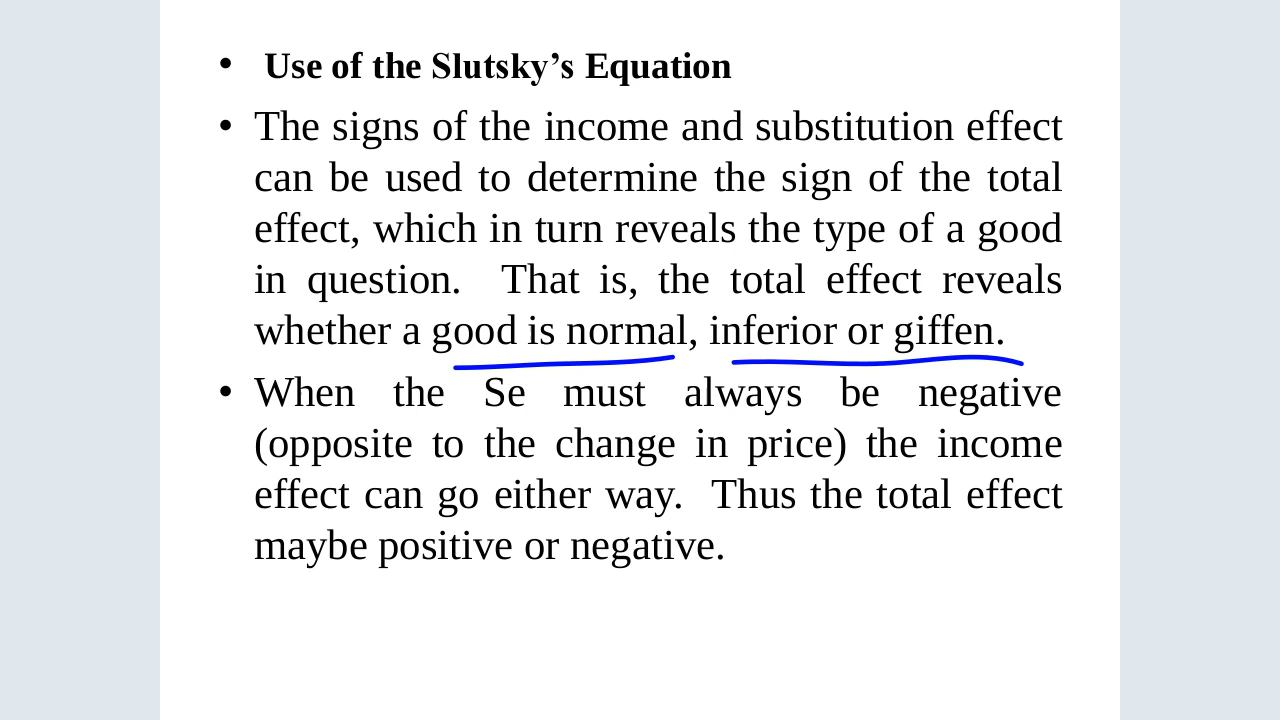 • Use of the Slutsky’s Equation
• The signs of the income and substitution effect
can be used to determine the sign of the total
effect, which in turn reveals the type of a good
in question. That is, the total effect reveals
whether a good is normal, inferior or giffen.
• When the Se must always be negative
(opposite to the change in price) the income
effect can go either way. Thus the total effect
maybe positive or negative.